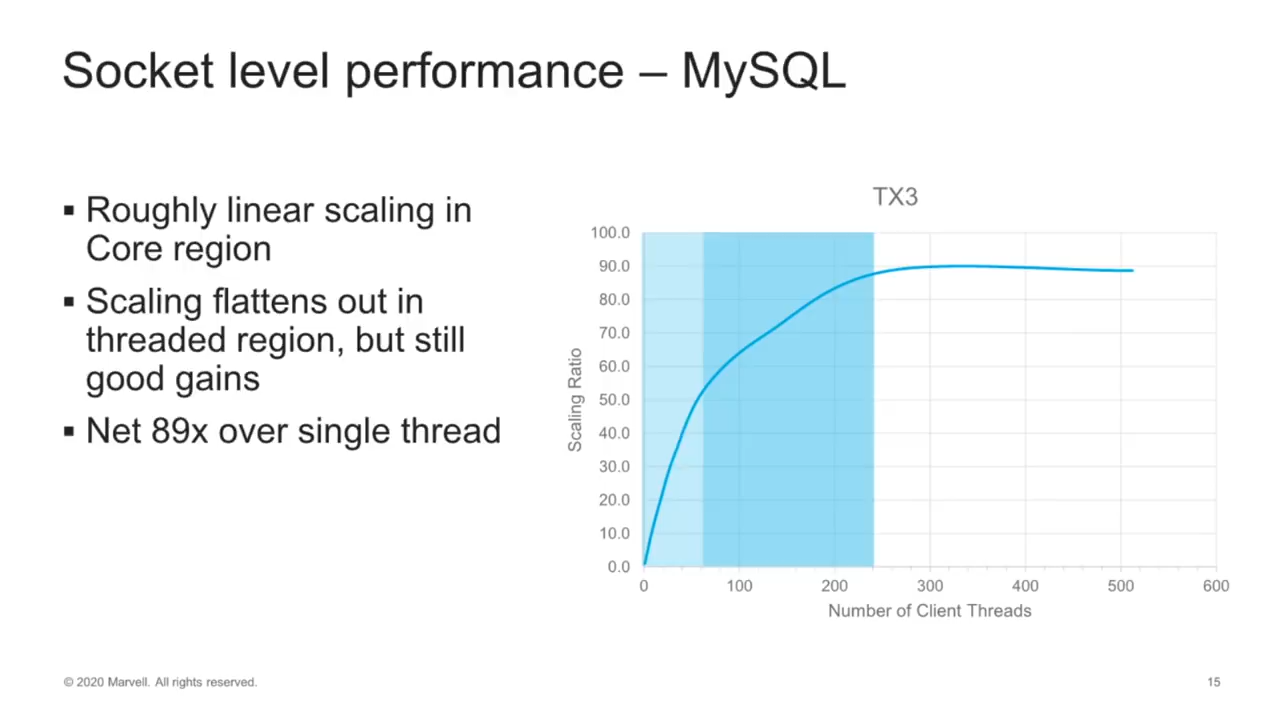 Socket level performance – MySQL
▪ Roughly linear scaling in
Core region
▪ Scaling flattens out in
threaded region, but still
good gains
▪ Net 89x over single thread
TX3
Scaling Ratio
100.0
90.0
80.0
70.0
60.0
50.0
40.0
30.0
20.0
10.0
0.0
0 100 200 300 400 500 600
Number of Client Threads
© 2020 Marvell. All rights reserved.
15